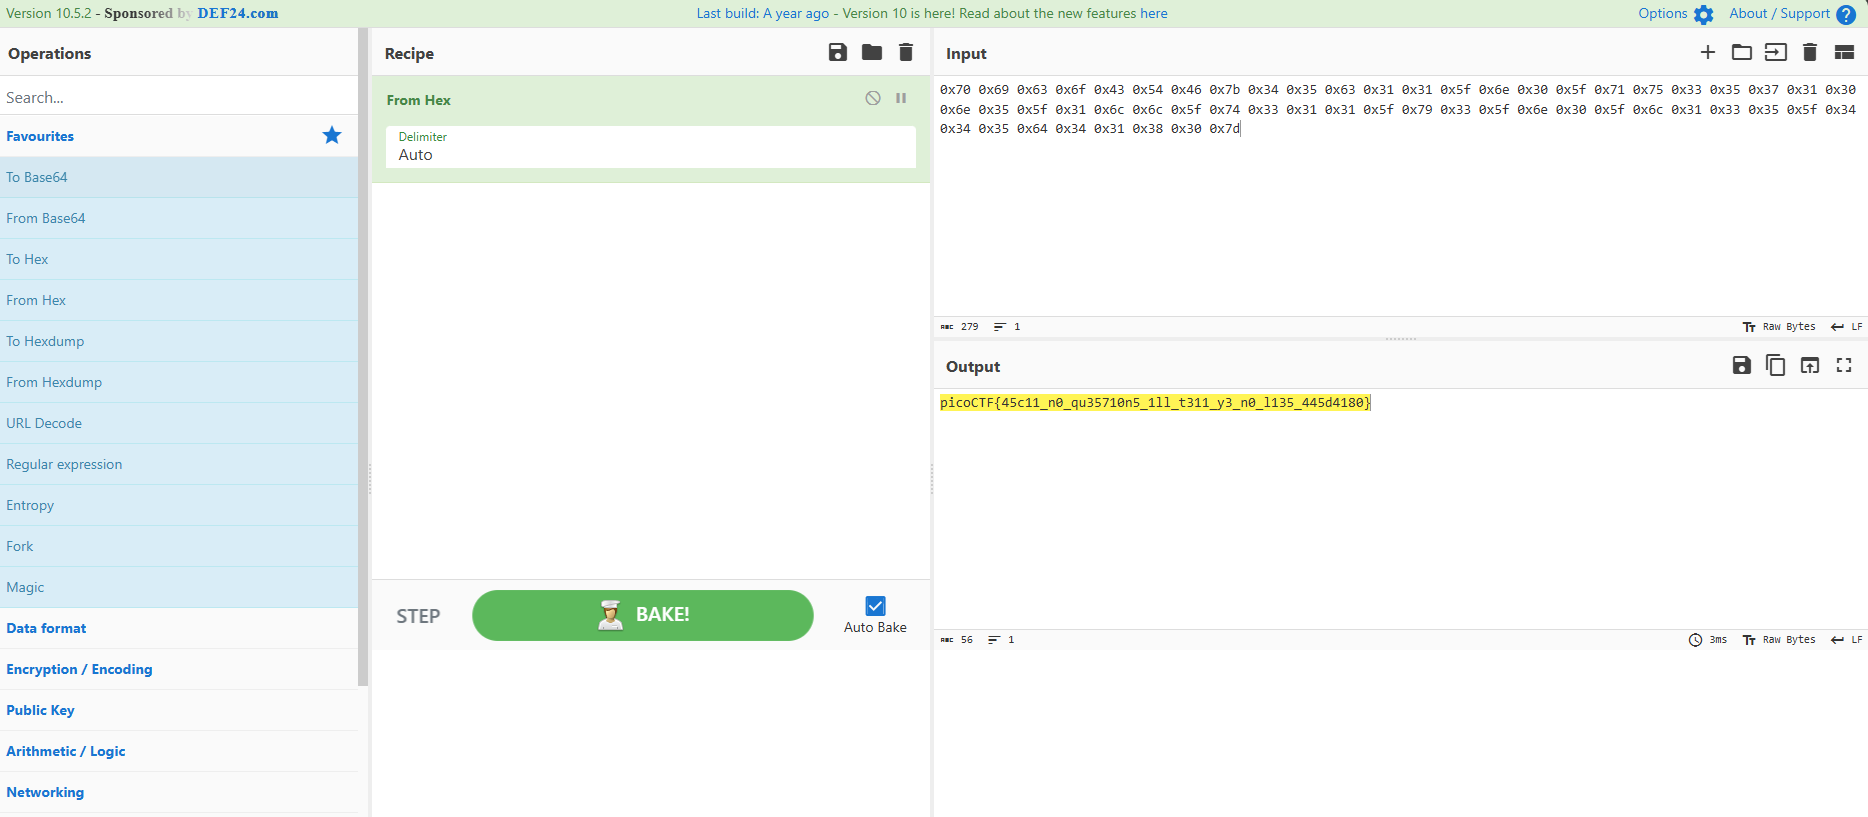 Version 10.5.2 - Sponsored by DEF24.com
Last build: A year ago - Version 10 is here! Read about the new features here
Options
About / Support
Operations
Search...
Favourites
To Base64
From Base64
To Hex
From Hex
To Hexdump
From Hexdump
URL Decode
Regular expression
Entropy
Fork
Magic
Data format
Encryption / Encoding
Public Key
Arithmetic / Logic
Networking
Recipe
From Hex
Delimiter
Auto
STEP
BAKE!
Auto Bake
Input
0x70 0x69 0x63 0x6f 0x43 0x54 0x46 0x7b 0x34 0x35 0x63 0x31 0x31 0x5f 0x6e 0x30 0x5f 0x71 0x75 0x33 0x35 0x37 0x31 0x30
0x6e 0x35 0x5f 0x31 0x6c 0x6c 0x5f 0x74 0x33 0x31 0x31 0x5f 0x79 0x33 0x5f 0x6e 0x30 0x5f 0x6c 0x31 0x33 0x35 0x5f 0x34
0x34 0x35 0x64 0x34 0x31 0x38 0x30 0x7d
ABC 279 1
Tт Raw Bytes LF
Output
picoCTF{45c11_n0_qu35710n5_1ll_t311_y3_n0_l135_445d4180}
ABC 56 1
3ms Tт Raw Bytes LF